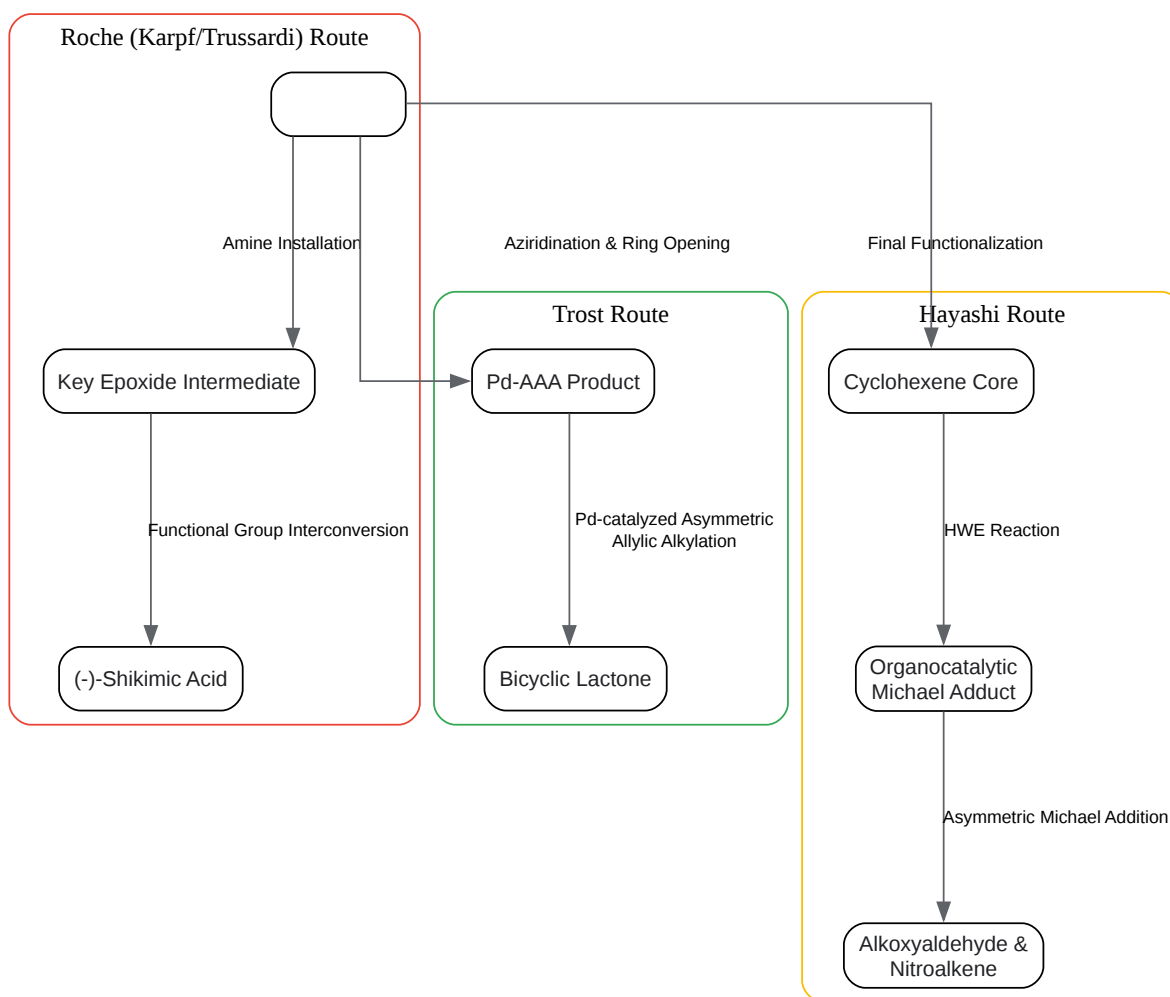 Roche (Karpf/Trussardi) Route
Amine Installation
Aziridination & Ring Opening
Final Functionalization
Trost Route
Hayashi Route
Key Epoxide Intermediate
Pd-AAA Product
Cyclohexene Core
Functional Group Interconversion
Pd-catalyzed Asymmetric
Allylic Alkylation
HWE Reaction
(-)-Shikimic Acid
Bicyclic Lactone
Organocatalytic
Michael Adduct
Asymmetric Michael Addition
Alkoxyaldehyde &
Nitroalkene